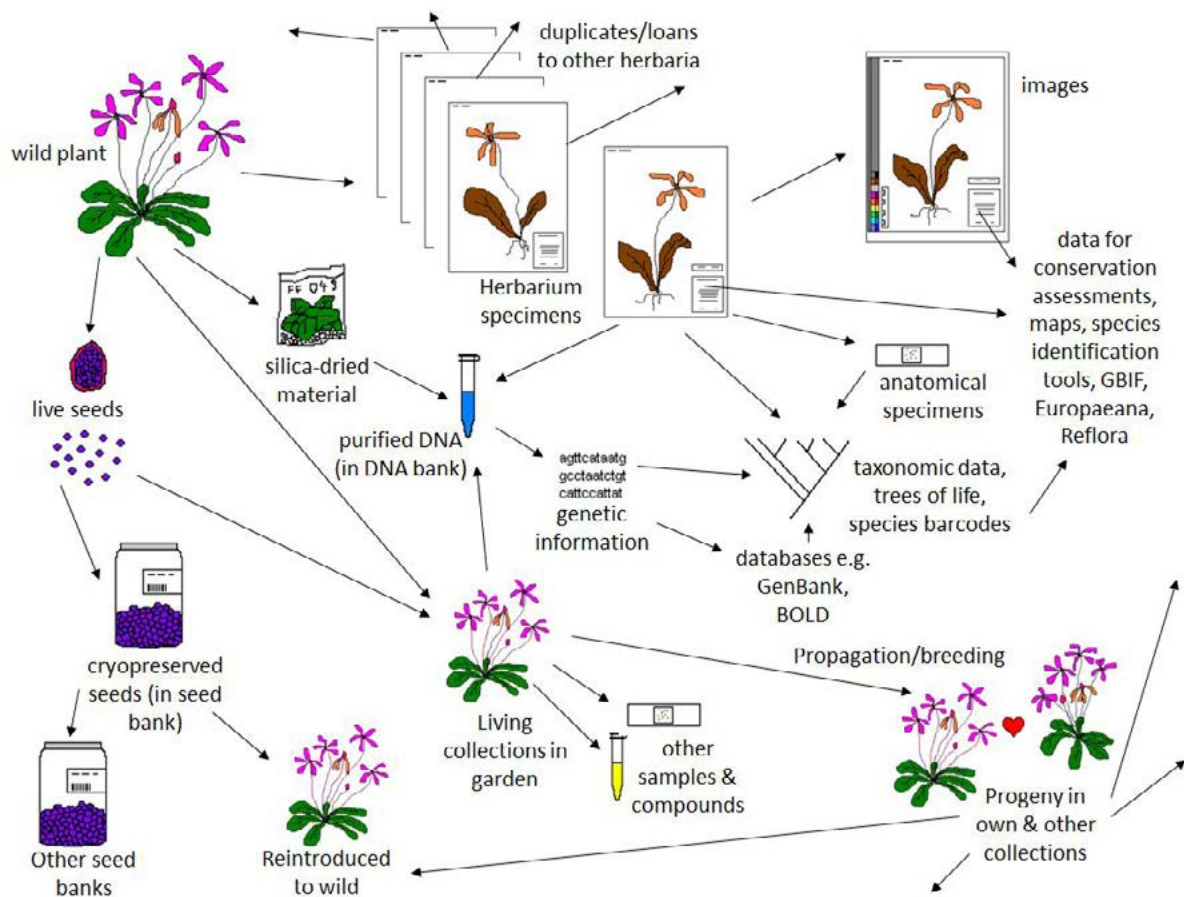 duplicates/loans
to other herbaria
images
wild plant
Herbarium
specimens
data for
conservation
assessments,
maps, species
identification
tools, GBIF,
Europaeana,
Reflora
FF 049
silica-dried
material
anatomical
specimens
live seeds
purified DNA
(in DNA bank)
agttcataatg
gcctaatctgt
cattccattat
genetic
information
taxonomic data,
trees of life,
species barcodes
databases e.g.
GenBank,
BOLD
cryopreserved
seeds (in seed
bank)
Propagation/breeding
Living
collections in
garden
other
samples &
compounds
Progeny in
own & other
collections
Other seed
banks
Reintroduced
to wild